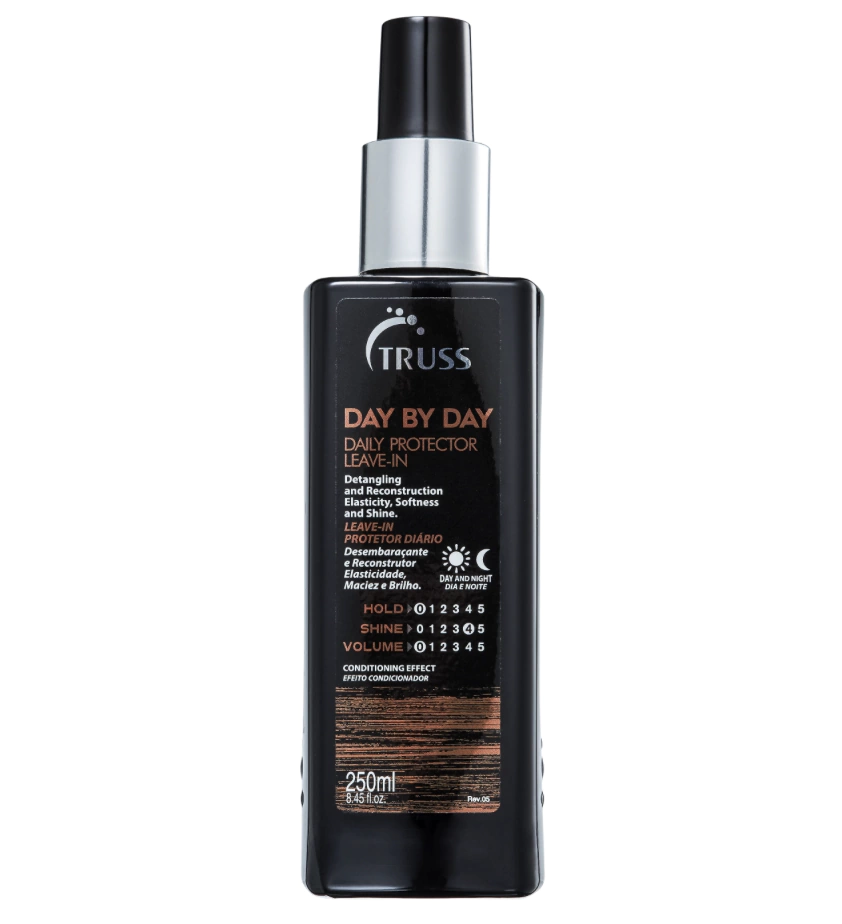 TRUSS
DAY BY DAY
DAILY PROTECTOR
LEAVE-IN
Detangling
and Reconstruction
Elasticity, Softness
and Shine.
LEAVE-IN
PROTETOR DIÁRIO
Desembaraçante
e Reconstrutor
Elasticidade,
Maciez e Brilho.
DAY AND NIGHT
DIA E NOITE
HOLD 0 1 2 3 4 5
SHINE 0 1 2 3 4 5
VOLUME 0 1 2 3 4 5
CONDITIONING EFFECT
EFEITO CONDICIONADOR
250ml
8.45 fl.oz.
Rev.05